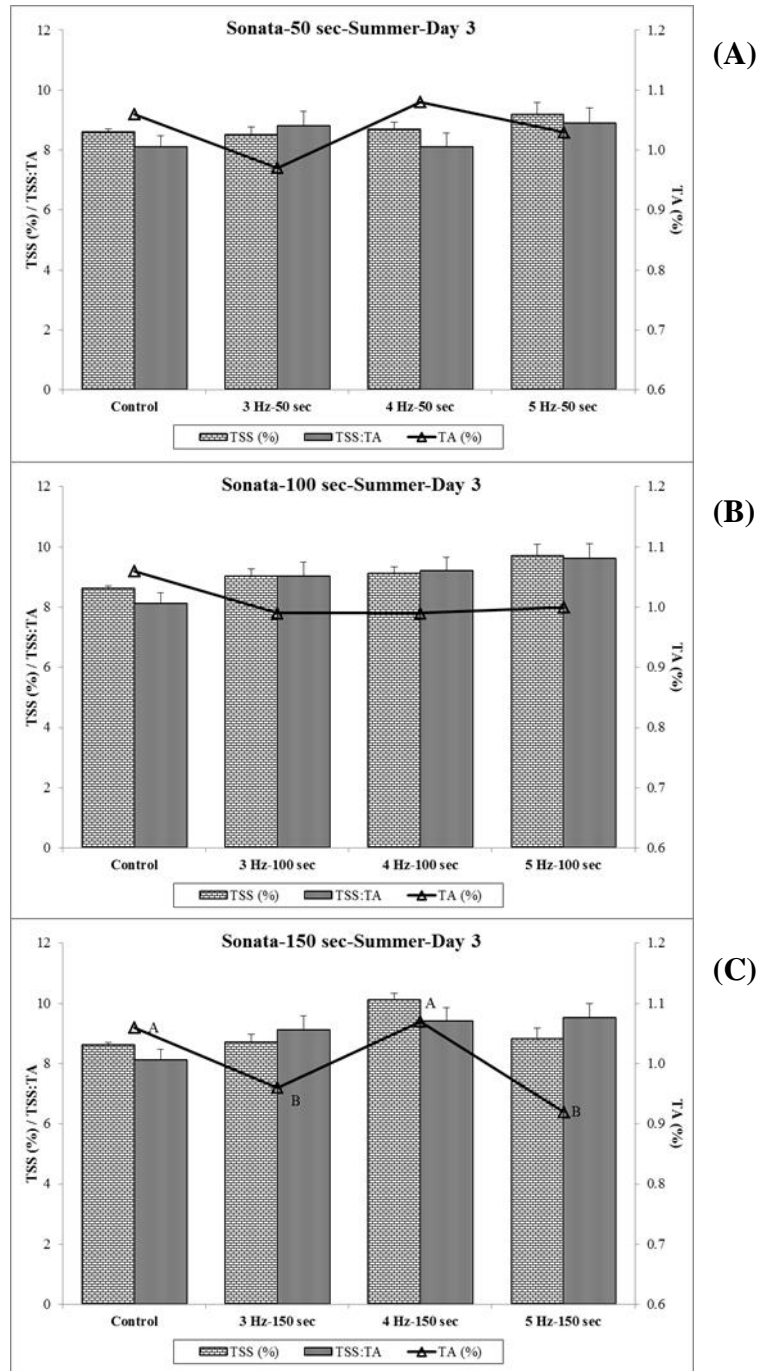 Sonata-50 sec-Summer-Day 3
(A)
12
10
8
6
4
2
0
TSS (%) / TSS:TA
1.2
1.1
1.0
0.9
0.8
0.7
0.6
TA (%)
Control 3 Hz-50 sec 4 Hz-50 sec 5 Hz-50 sec
TSS (%) TSS:TA TA (%)
Sonata-100 sec-Summer-Day 3
(B)
12
10
8
6
4
2
0
TSS (%) / TSS:TA
1.2
1.1
1.0
0.9
0.8
0.7
0.6
TA (%)
Control 3 Hz-100 sec 4 Hz-100 sec 5 Hz-100 sec
TSS (%) TSS:TA TA (%)
Sonata-150 sec-Summer-Day 3
(C)
12
10
8
6
4
2
0
TSS (%) / TSS:TA
A
B
A
B
1.2
1.1
1.0
0.9
0.8
0.7
0.6
TA (%)
Control 3 Hz-150 sec 4 Hz-150 sec 5 Hz-150 sec
TSS (%) TSS:TA TA (%)